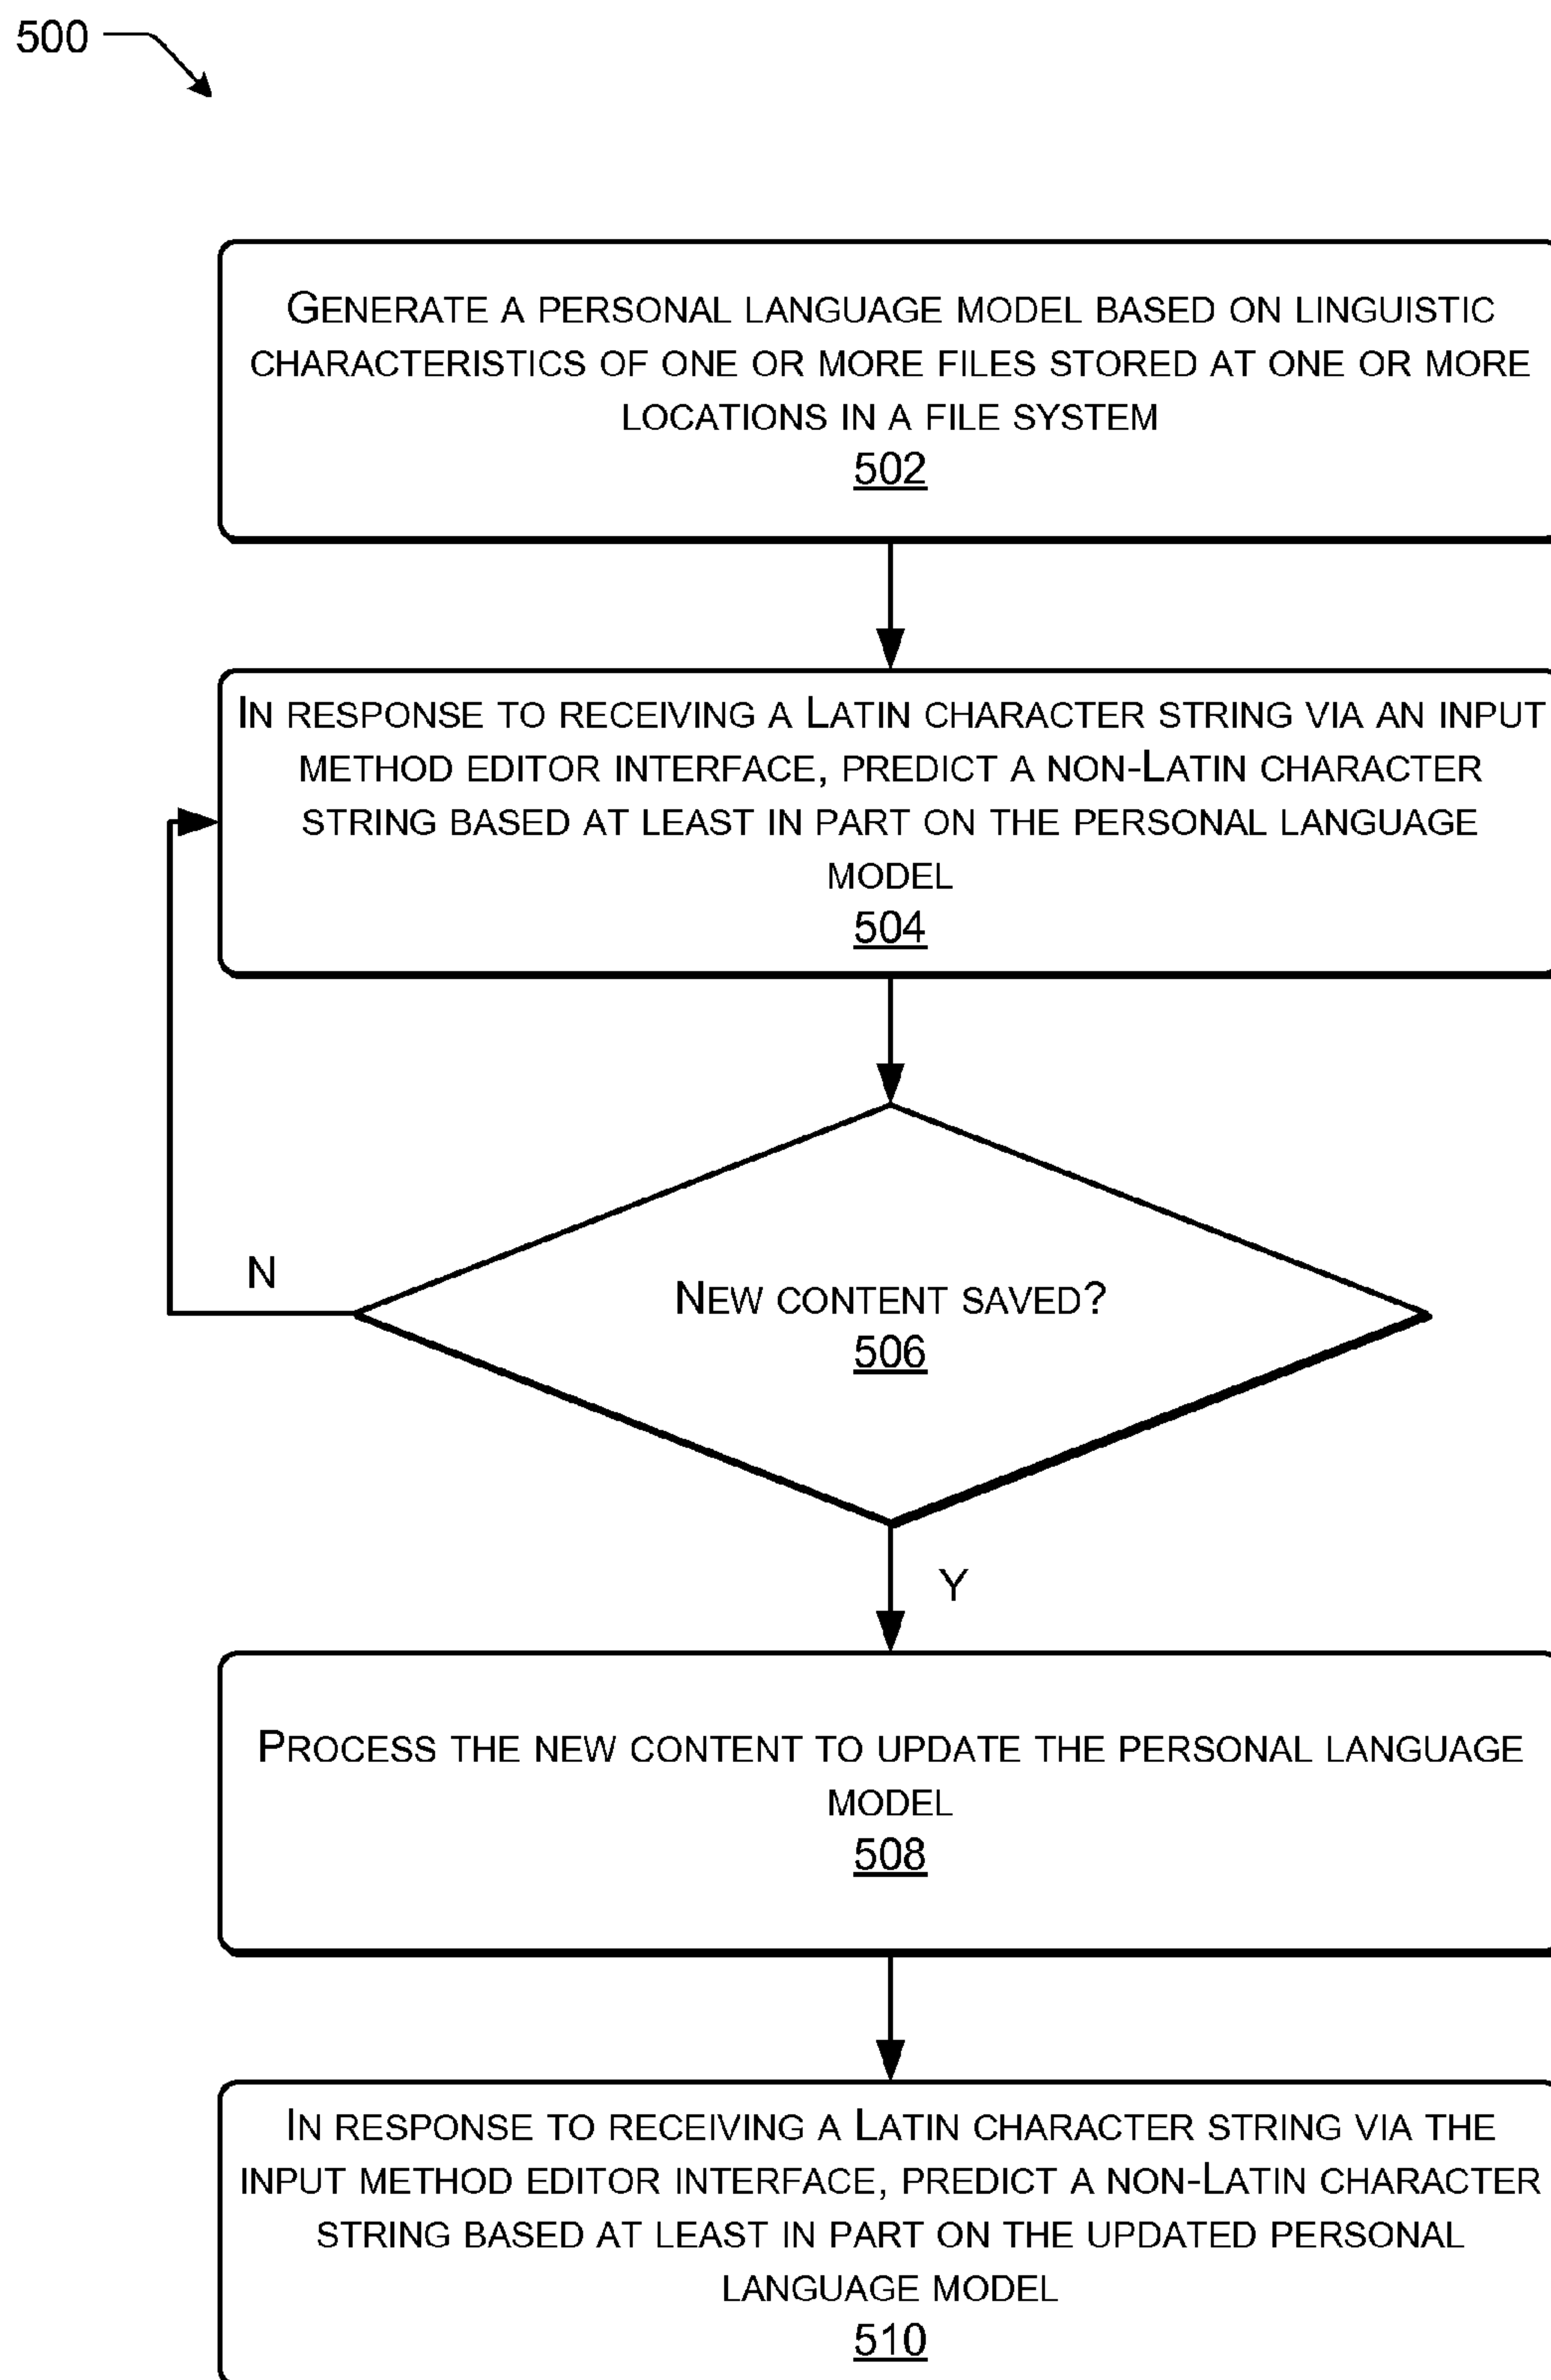 500
Generate a personal language model based on linguistic
characteristics of one or more files stored at one or more
locations in a file system
502
In response to receiving a Latin character string via an input
method editor interface, predict a non-Latin character
string based at least in part on the personal language
model
504
N
New content saved?
506
Y
Process the new content to update the personal language
model
508
In response to receiving a Latin character string via the
input method editor interface, predict a non-Latin character
string based at least in part on the updated personal
language model
510